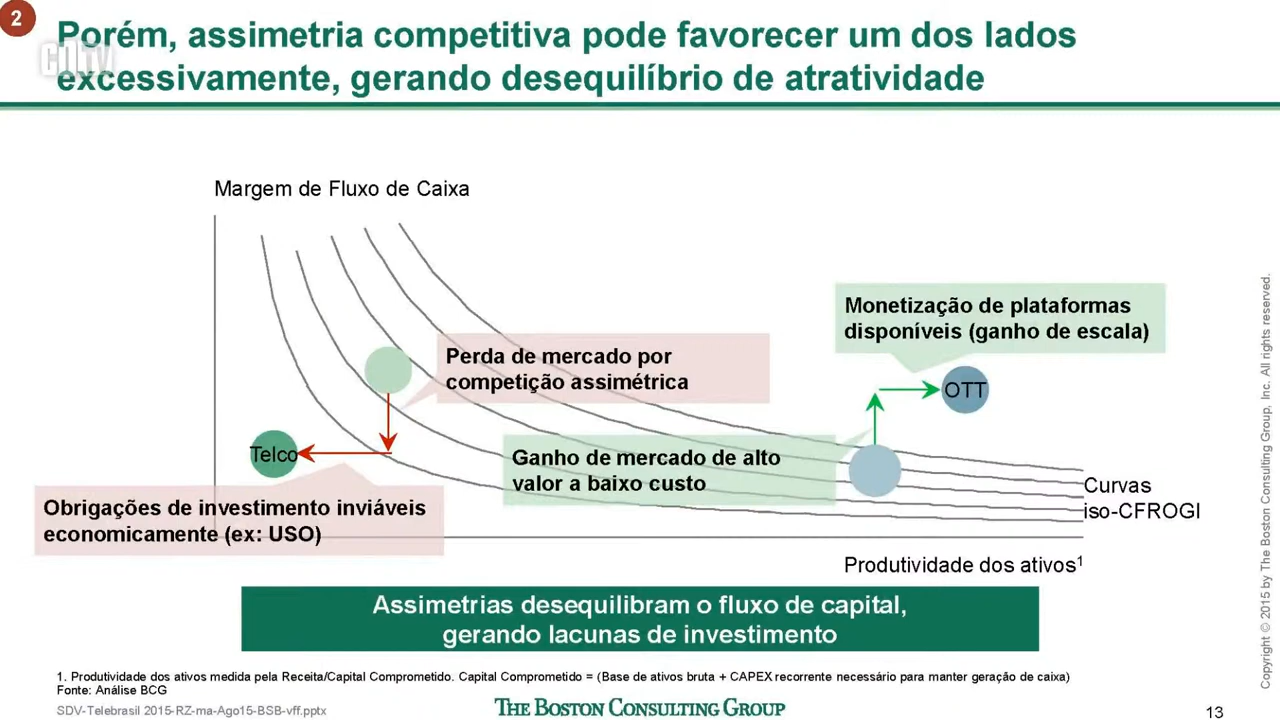 2
Porém, assimetria competitiva pode favorecer um dos lados
excessivamente, gerando desequilíbrio de atratividade
Margem de Fluxo de Caixa
Monetização de plataformas
disponíveis (ganho de escala)
Perda de mercado por
competição assimétrica
OTT
Telco
Ganho de mercado de alto
valor a baixo custo
Curvas
iso-CFROGI
Obrigações de investimento inviáveis
economicamente (ex: USO)
Produtividade dos ativos¹
Assimetrias desequilibram o fluxo de capital,
gerando lacunas de investimento
1. Produtividade dos ativos medida pela Receita/Capital Comprometido. Capital Comprometido = (Base de ativos bruta + CAPEX recorrente necessário para manter geração de caixa)
Fonte: Análise BCG
SDV-Telebrasil 2015-RZ-ma-Ago15-BSB-vff.pptx
THE BOSTON CONSULTING GROUP
13
Copyright © 2015 by The Boston Consulting Group, Inc. All rights reserved.